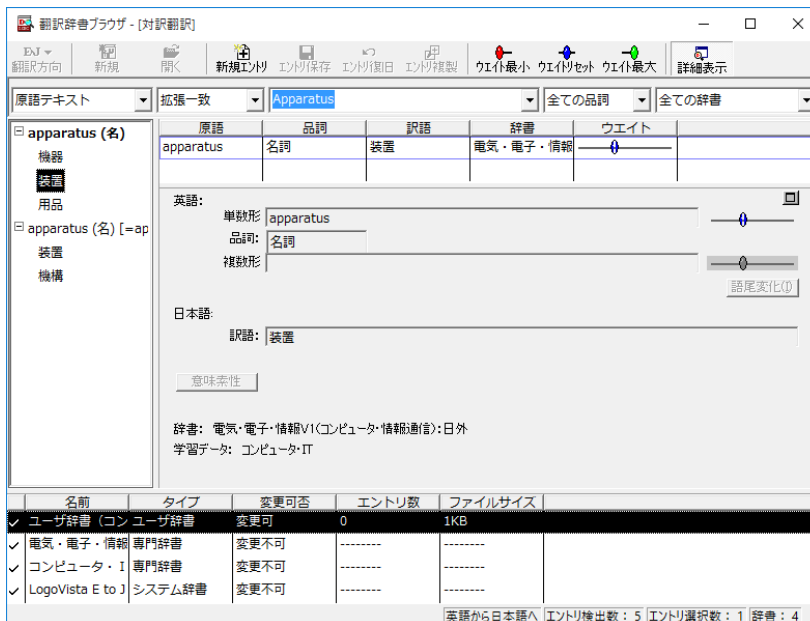 翻訳辞書ブラウザ - [対訳翻訳]
ExJ
翻訳方向 新規 開く 新規エントリ エントリ保存 エントリ復旧 エントリ複製 ウエイト最小 ウエイトリセット ウエイト最大 詳細表示
原語テキスト 拡張一致 Apparatus 全ての品詞 全ての辞書
apparatus (名)
機器
装置
用品
apparatus (名) [=ap
装置
機構
原語 品詞 訳語 辞書 ウエイト
apparatus 名詞 装置 電気・電子・情報
英語:
単数形 apparatus
品詞: 名詞
複数形
語尾変化(I)
日本語:
訳語: 装置
意味素性
辞書: 電気・電子・情報V1(コンピュータ・情報通信):日外
学習データ: コンピュータ・IT
名前 タイプ 変更可否 エントリ数 ファイルサイズ
ユーザ辞書（コン ユーザ辞書 変更可 0 1KB
電気・電子・情報 専門辞書 変更不可 -------- --------
コンピュータ・I 専門辞書 変更不可 -------- --------
LogoVista E to J システム辞書 変更不可 -------- --------
英語から日本語へ エントリ検出数: 5 エントリ選択数: 1 辞書: 4